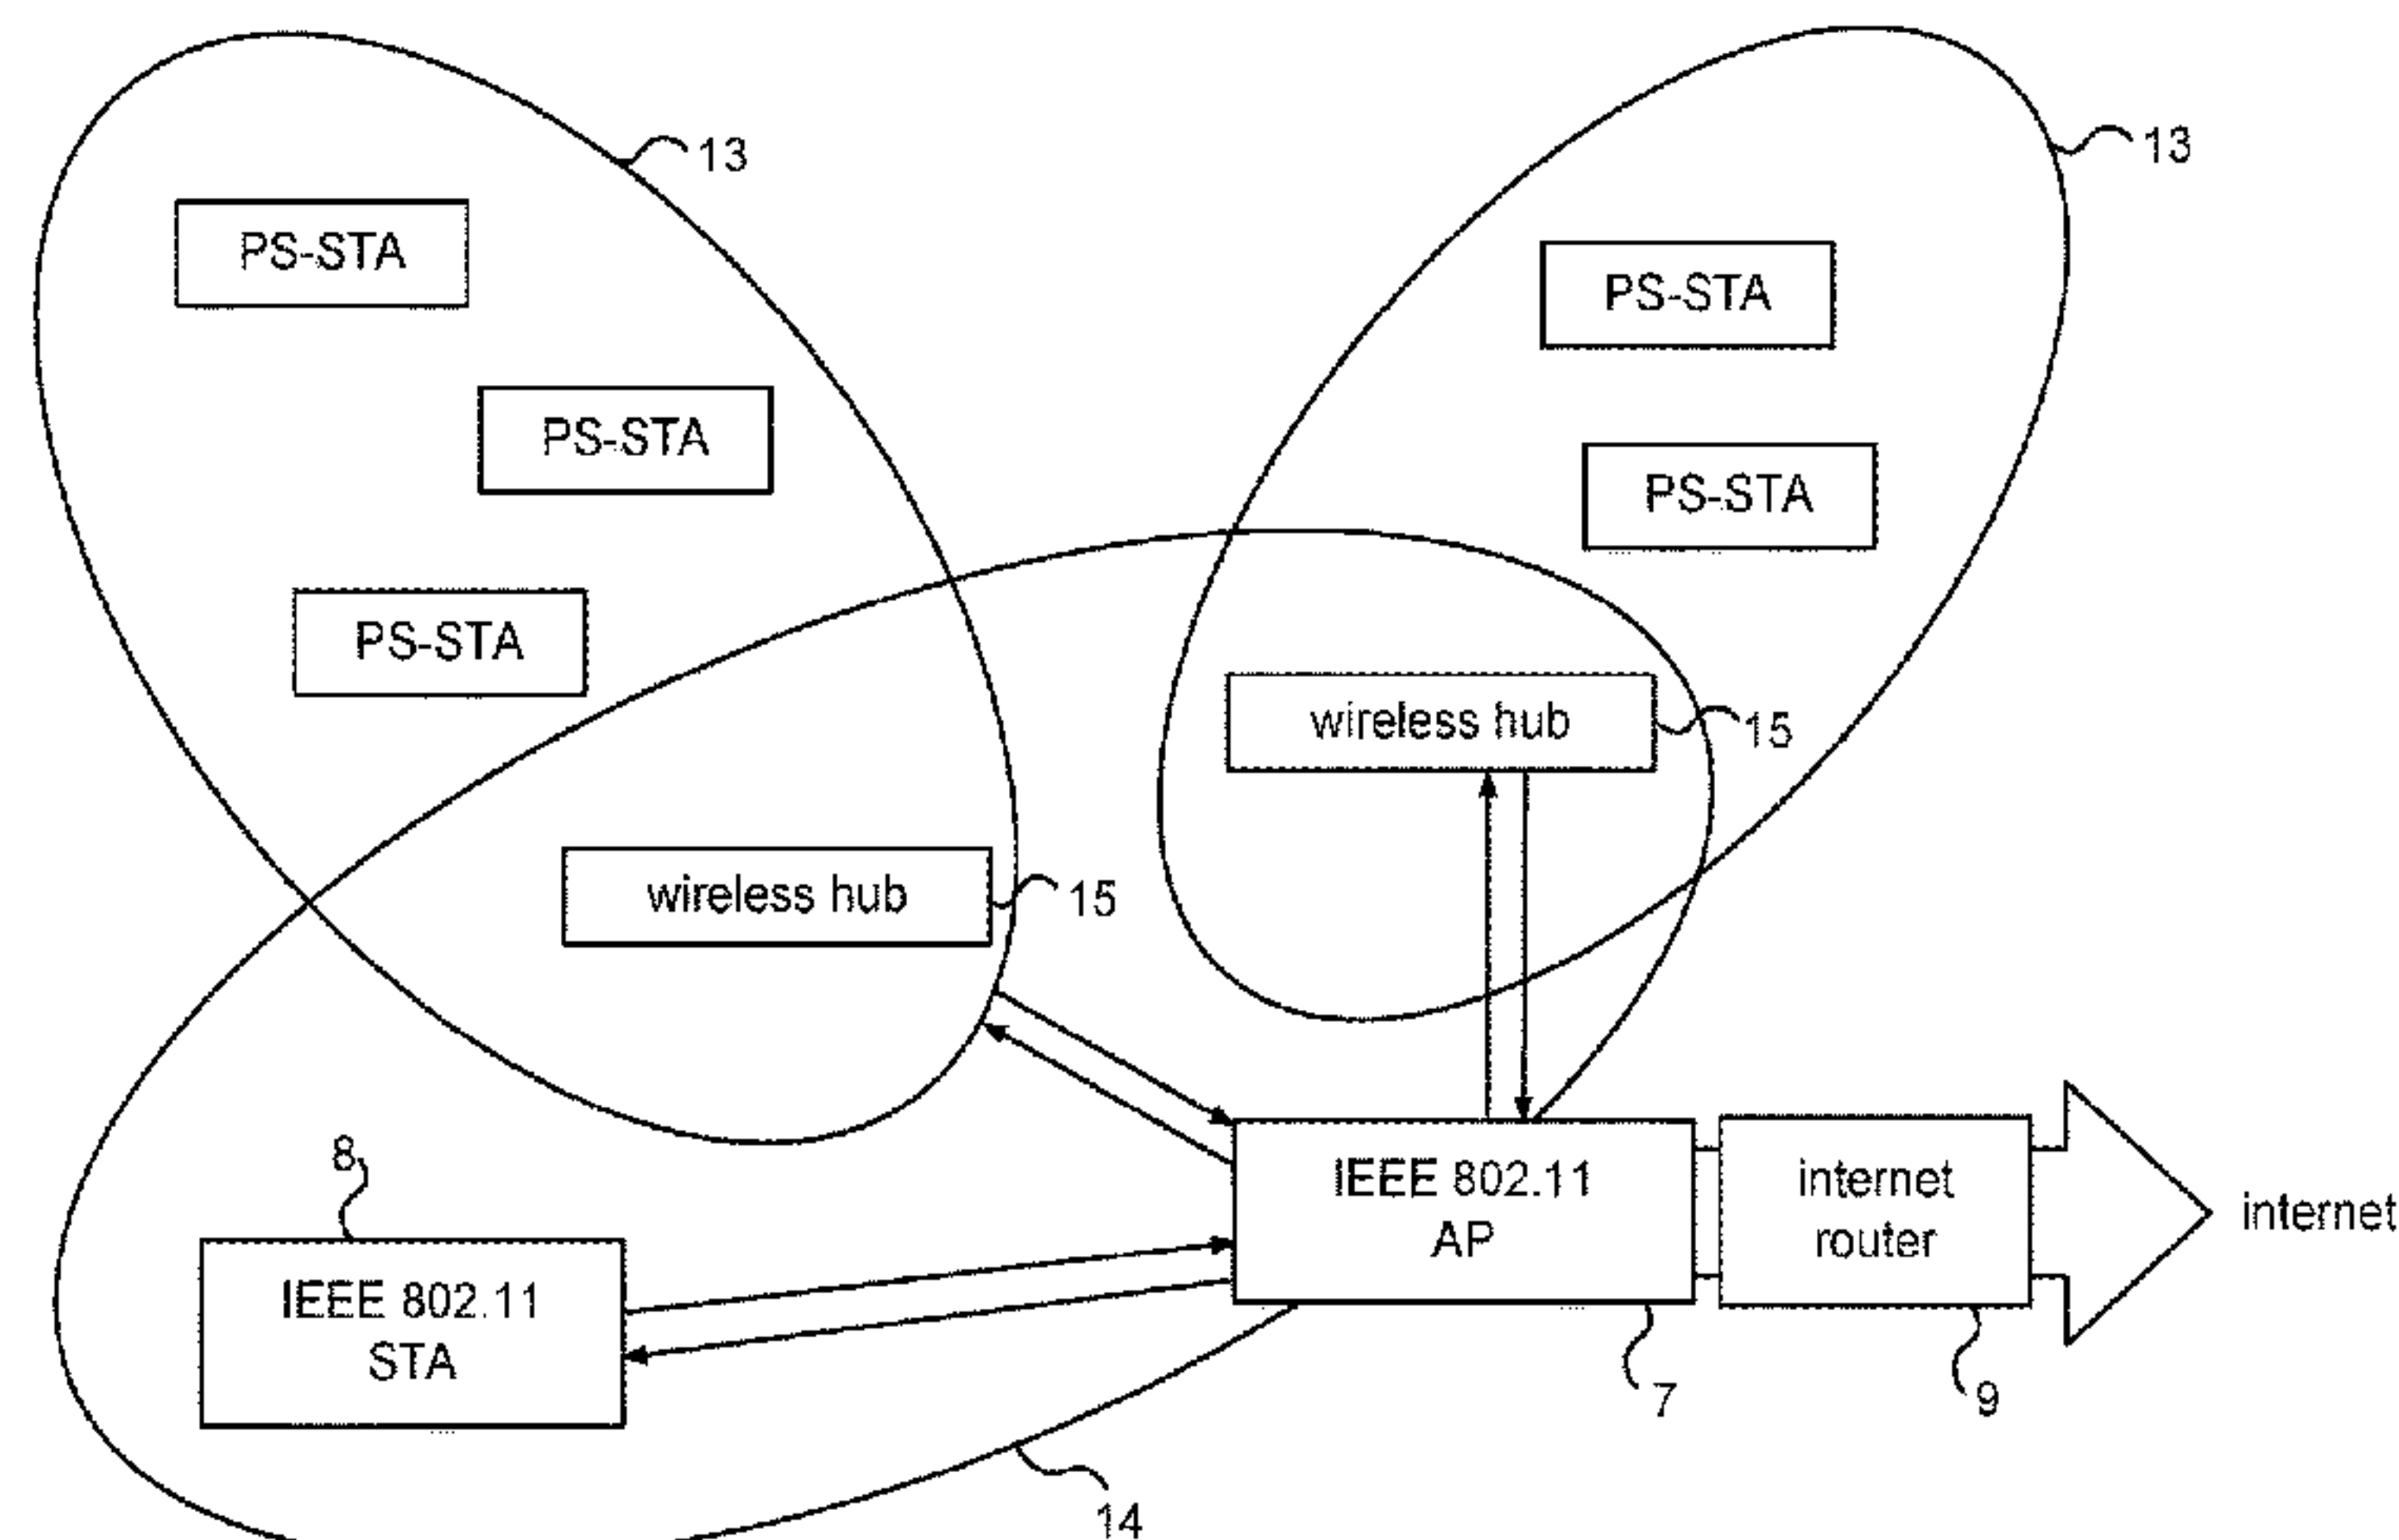 13
13
PS-STA
PS-STA
PS-STA
PS-STA
PS-STA
wireless hub
15
wireless hub
15
8
IEEE 802.11
STA
IEEE 802.11
AP
internet
router
internet
7
9
14